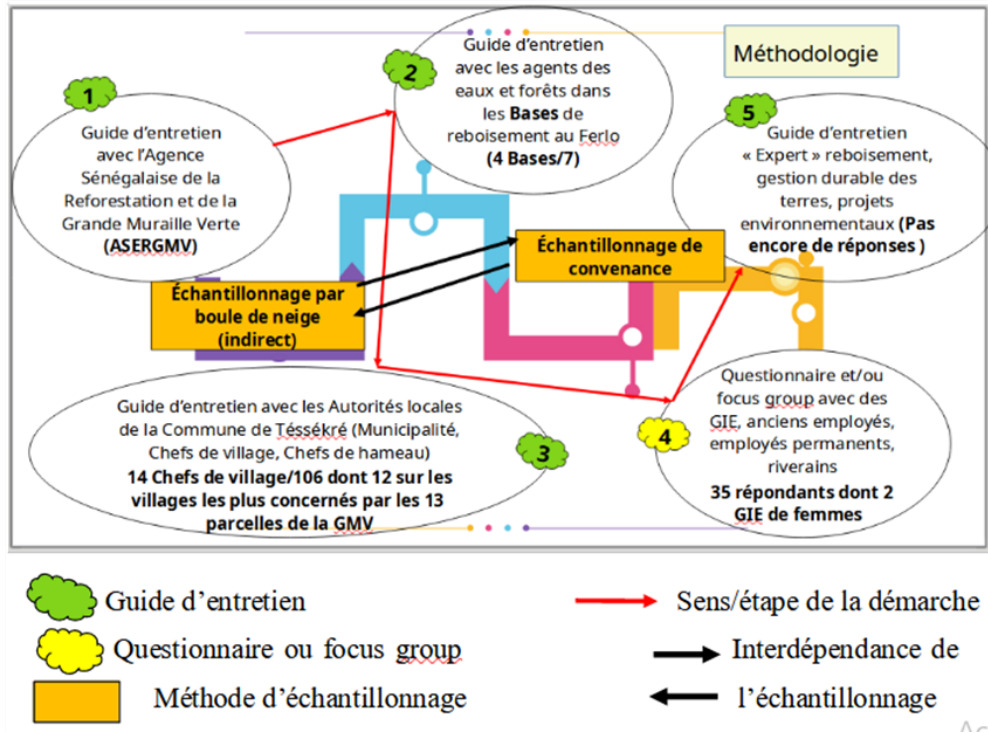 Méthodologie
1
Guide d’entretien
avec l’Agence
Sénégalaise de la
Reforestation et de la
Grande Muraille Verte
(ASERGMV)
2
Guide d’entretien
avec les agents des
eaux et forêts dans
les Bases de
reboisement au Ferlo
(4 Bases/7)
5
Guide d’entretien
« Expert » reboisement,
gestion durable des
terres, projets
environnementaux (Pas
encore de réponses )
Échantillonnage de
convenance
Échantillonnage par
boule de neige
(indirect)
3
Guide d’entretien avec les Autorités locales
de la Commune de Téssékré (Municipalité,
Chefs de village, Chefs de hameau)
14 Chefs de village/106 dont 12 sur les
villages les plus concernés par les 13
parcelles de la GMV
4
Questionnaire et/ou
focus group avec des
GIE, anciens employés,
employés permanents,
riverains
35 répondants dont 2
GIE de femmes
Guide d’entretien
Questionnaire ou focus group
Méthode d’échantillonnage
Sens/étape de la démarche
Interdépendance de
l’échantillonnage